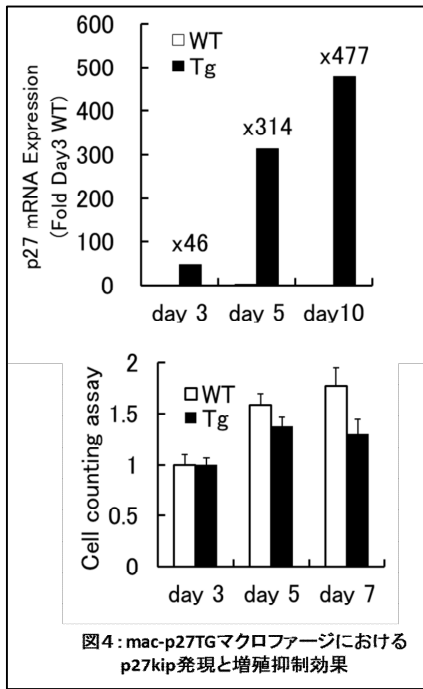 p27 mRNA Expression
(Fold Day3 WT)
600
500
400
300
200
100
0
WT
Tg
x46
x314
x477
day 3 day 5 day10
Cell counting assay
2
1.5
1
0.5
0
WT
Tg
day 3 day 5 day 7
図4:mac-p27TGマクロファージにおける
p27kip発現と増殖抑制効果